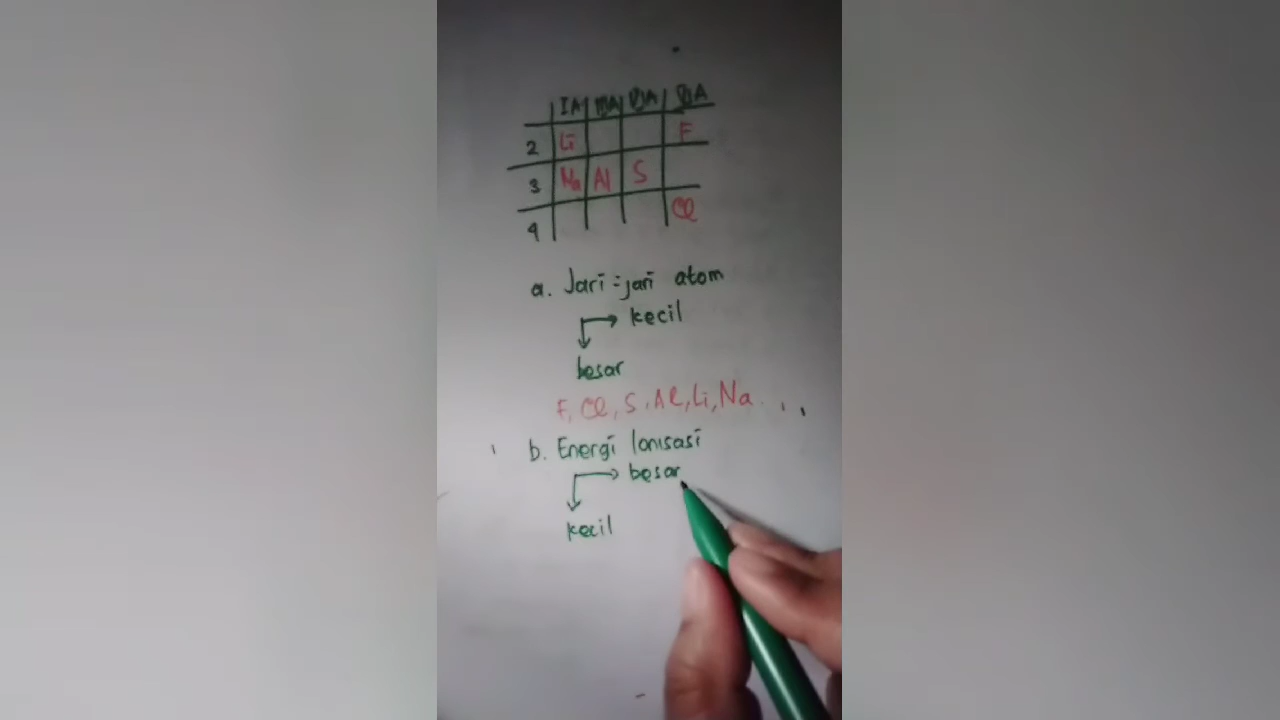 IA IIIA VIA VIIA
2 Li F
3 Na Al S
4 Cl
a. Jari-jari atom
kecil
besar
F, Cl, S, Al, Li, Na
b. Energi Ionisasi
besar
kecil